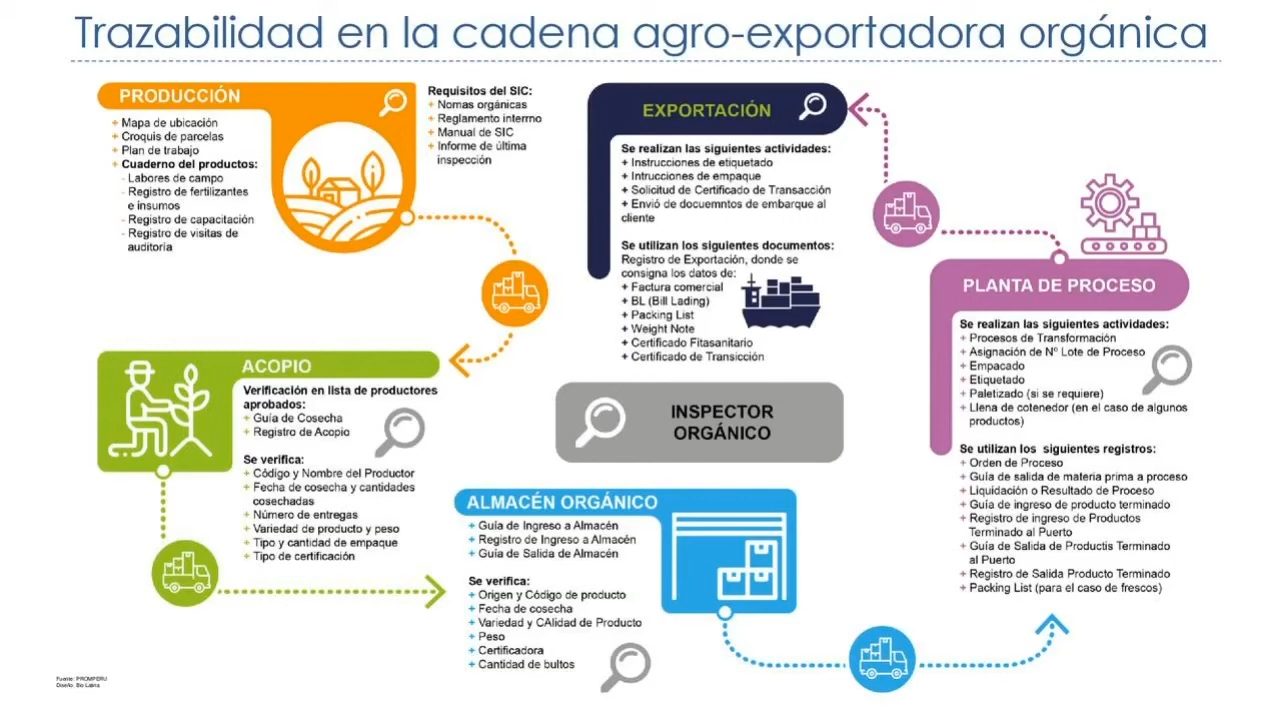 Trazabilidad en la cadena agro-exportadora orgánica
PRODUCCIÓN
+ Mapa de ubicación
+ Croquis de parcelas
+ Plan de trabajo
+ Cuaderno del productos:
- Labores de campo
- Registro de fertilizantes
e insumos
- Registro de capacitación
- Registro de visitas de
auditoría
Requisitos del SIC:
+ Nomas orgánicas
+ Reglamento interno
+ Manual de SIC
+ Informe de última
inspección
ACOPIO
Verificación en lista de productores
aprobados:
+ Guía de Cosecha
+ Registro de Acopio
Se verifica:
+ Código y Nombre del Productor
+ Fecha de cosecha y cantidades
cosechadas
+ Número de entregas
+ Variedad de producto y peso
+ Tipo y cantidad de empaque
+ Tipo de certificación
ALMACÉN ORGÁNICO
+ Guía de Ingreso a Almacén
+ Registro de Ingreso a Almacén
+ Guía de Salida de Almacén
Se verifica:
+ Origen y Código de producto
+ Fecha de cosecha
+ Variedad y CAlidad de Producto
+ Peso
+ Certificadora
+ Cantidad de bultos
INSPECTOR
ORGÁNICO
PLANTA DE PROCESO
Se realizan las siguientes actividades:
+ Procesos de Transformación
+ Asignación de Nº Lote de Proceso
+ Empacado
+ Etiquetado
+ Paletizado (si se requiere)
+ Llena de cotenedor (en el caso de algunos
productos)
Se utilizan los siguientes registros:
+ Orden de Proceso
+ Guía de salida de materia prima a proceso
+ Liquidación o Resultado de Proceso
+ Guía de ingreso de producto terminado
+ Registro de ingreso de Productos
Terminado al Puerto
+ Guía de Salida de Productis Terminado
al Puerto
+ Registro de Salida Producto Terminado
+ Packing List (para el caso de frescos)
EXPORTACIÓN
Se realizan las siguientes actividades:
+ Instrucciones de etiquetado
+ Intrucciones de empaque
+ Solicitud de Certificado de Transacción
+ Envió de docuemntos de embarque al
cliente
Se utilizan los siguientes documentos:
Registro de Exportación, donde se
consigna los datos de:
+ Factura comercial
+ BL (Bill Lading)
+ Packing List
+ Weight Note
+ Certificado Fitasanitario
+ Certificado de Transicción
Fuente: PROMPERU
Diseño: Bio Latina